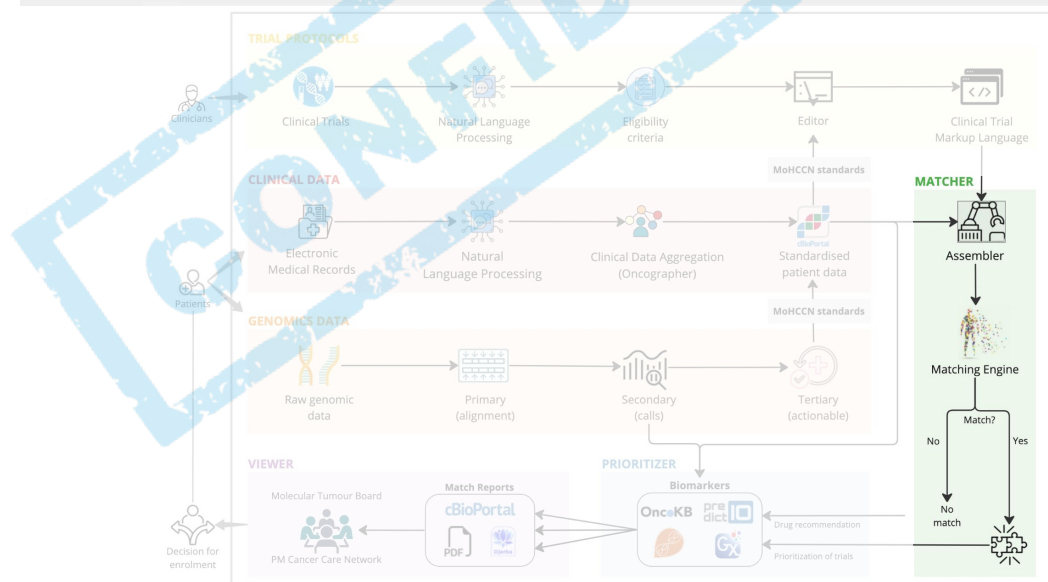 TRIAL PROTOCOLS
Clinicians
Clinical Trials
Natural Language
Processing
Eligibility
criteria
Editor
Clinical Trial
Markup Language
MoHCCN standards
CLINICAL DATA
MATCHER
Electronic
Medical Records
Natural
Language Processing
Clinical Data Aggregation
(Oncographer)
cBioPortal
Standardised
patient data
Assembler
Patients
MoHCCN standards
GENOMICS DATA
Raw genomic
data
Primary
(alignment)
Secondary
(calls)
Tertiary
(actionable)
Matching Engine
Match?
No
Yes
No
match
VIEWER
PRIORITIZER
Molecular Tumour Board
PM Cancer Care Network
Match Reports
cBioPortal
PDF
Biomarkers
OncoKB
predictIO
Gx
Drug recommendation
Prioritization of trials
Decision for
enrolment